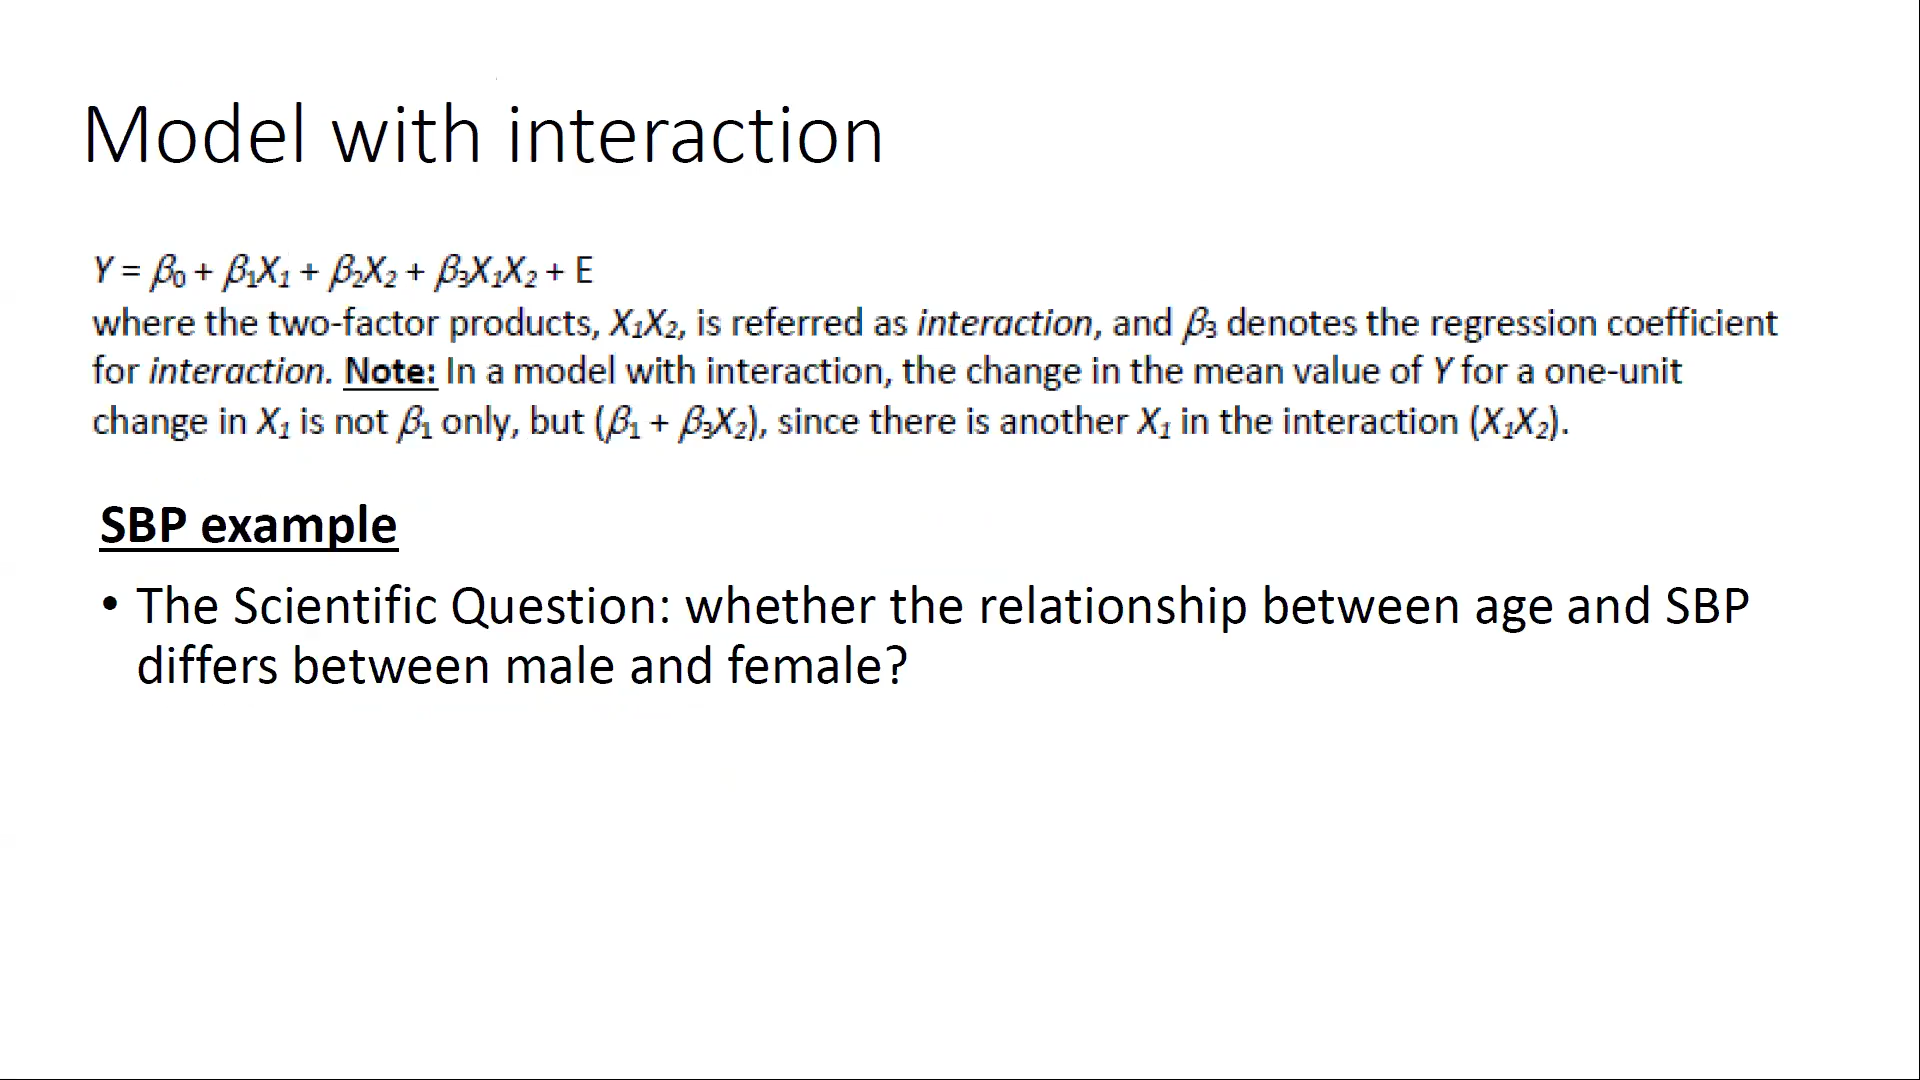 Model with interaction
Y = β₀ + β₁X₁ + β₂X₂ + β₃X₁X₂ + E
where the two-factor products, X₁X₂, is referred as interaction, and β₃ denotes the regression coefficient
for interaction. Note: In a model with interaction, the change in the mean value of Y for a one-unit
change in X₁ is not β₁ only, but (β₁ + β₃X₂), since there is another X₁ in the interaction (X₁X₂).
SBP example
• The Scientific Question: whether the relationship between age and SBP
differs between male and female?